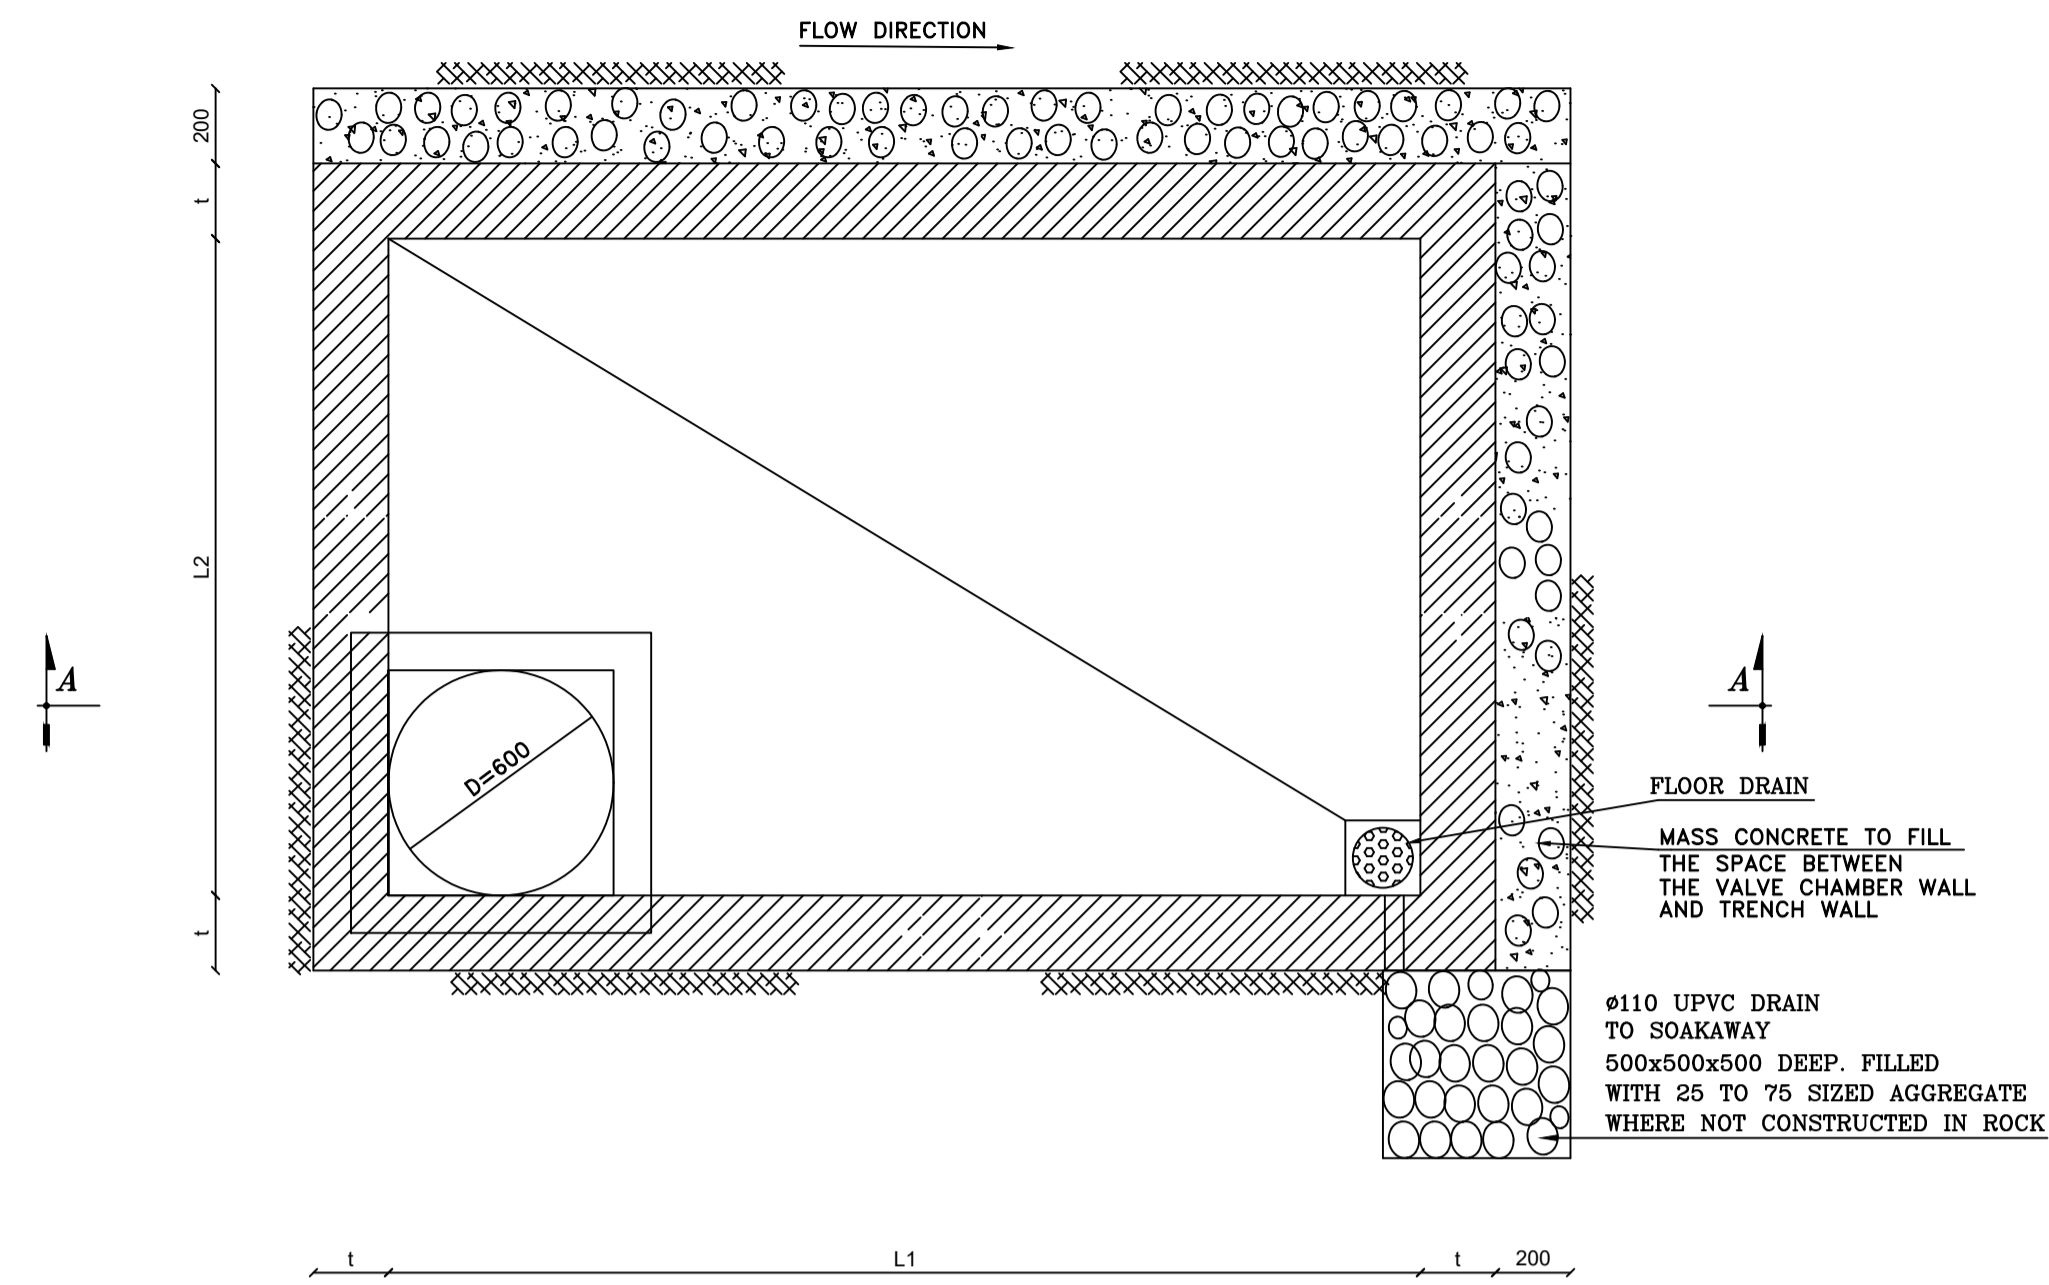 FLOW DIRECTION
200
t
L2
t
A
A
D=600
FLOOR DRAIN
MASS CONCRETE TO FILL
THE SPACE BETWEEN
THE VALVE CHAMBER WALL
AND TRENCH WALL
ø110 UPVC DRAIN
TO SOAKAWAY
500x500x500 DEEP. FILLED
WITH 25 TO 75 SIZED AGGREGATE
WHERE NOT CONSTRUCTED IN ROCK
t
L1
t
200